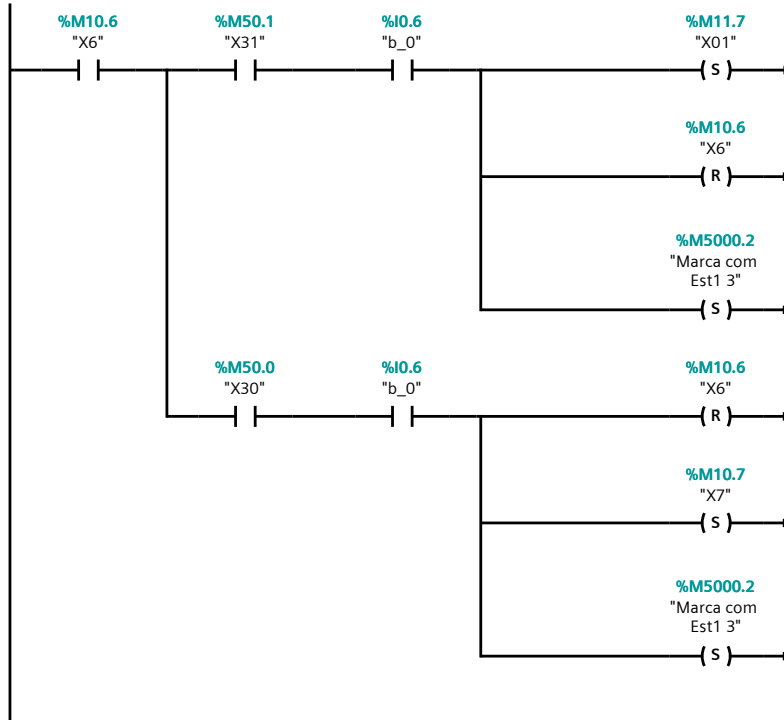 %M10.6 %M50.1 %I0.6 %M11.7
"X6" "X31" "b_0" "X01"
S
%M10.6
"X6"
R
%M5000.2
"Marca com
Est1 3"
S
%M50.0 %I0.6 %M10.6
"X30" "b_0" "X6"
R
%M10.7
"X7"
S
%M5000.2
"Marca com
Est1 3"
S